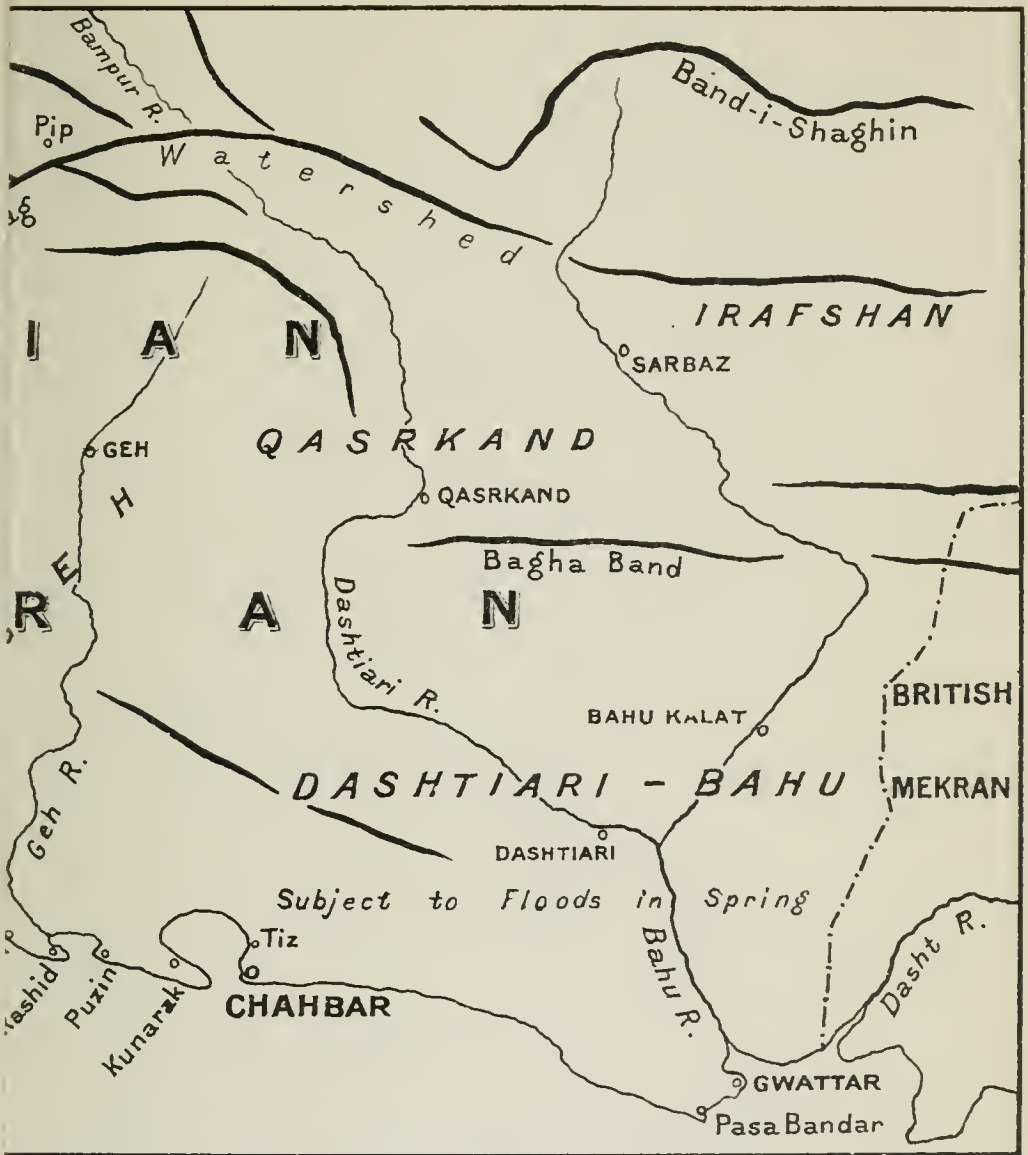 Bampur R.
Band-i-Shaghin
Pip
Watershed
IRAFSHAN
IAN
SARBAZ
QASRKAND
GEH
QASRKAND
H
E
Bagha Band
R A N
Dashtiari R.
BRITISH
MEKRAN
BAHU KALAT
Geh R.
DASHTIARI - BAHU
DASHTIARI
Subject to Floods in Spring
Bahu R.
Dasht R.
Tiz
Puzin
Kunarak
CHAHBAR
GWATTAR
Pasa Bandar